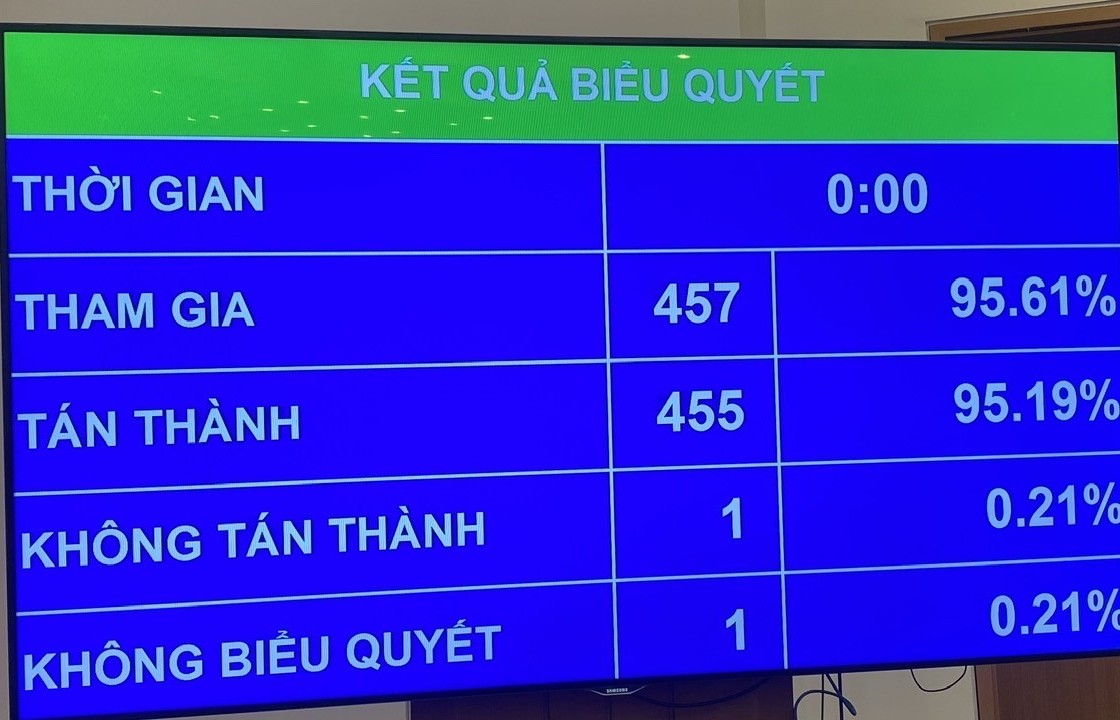 KẾT QUẢ BIỂU QUYẾT
THỜI GIAN 0:00
THAM GIA 457 95.61%
TÁN THÀNH 455 95.19%
KHÔNG TÁN THÀNH 1 0.21%
KHÔNG BIỂU QUYẾT 1 0.21%
SAMSUNG